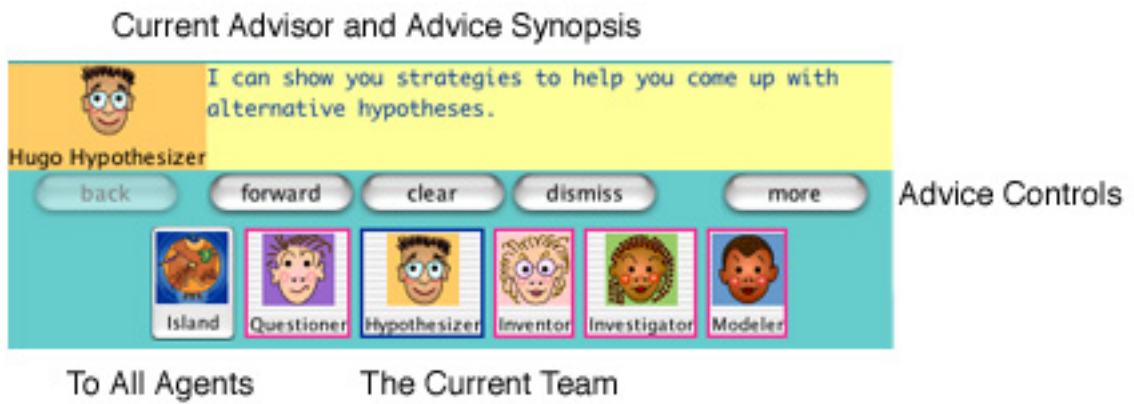 Current Advisor and Advice Synopsis
I can show you strategies to help you come up with
alternative hypotheses.
Hugo Hypothesizer
back forward clear dismiss more
Advice Controls
Island Questioner Hypothesizer Inventor Investigator Modeler
To All Agents The Current Team